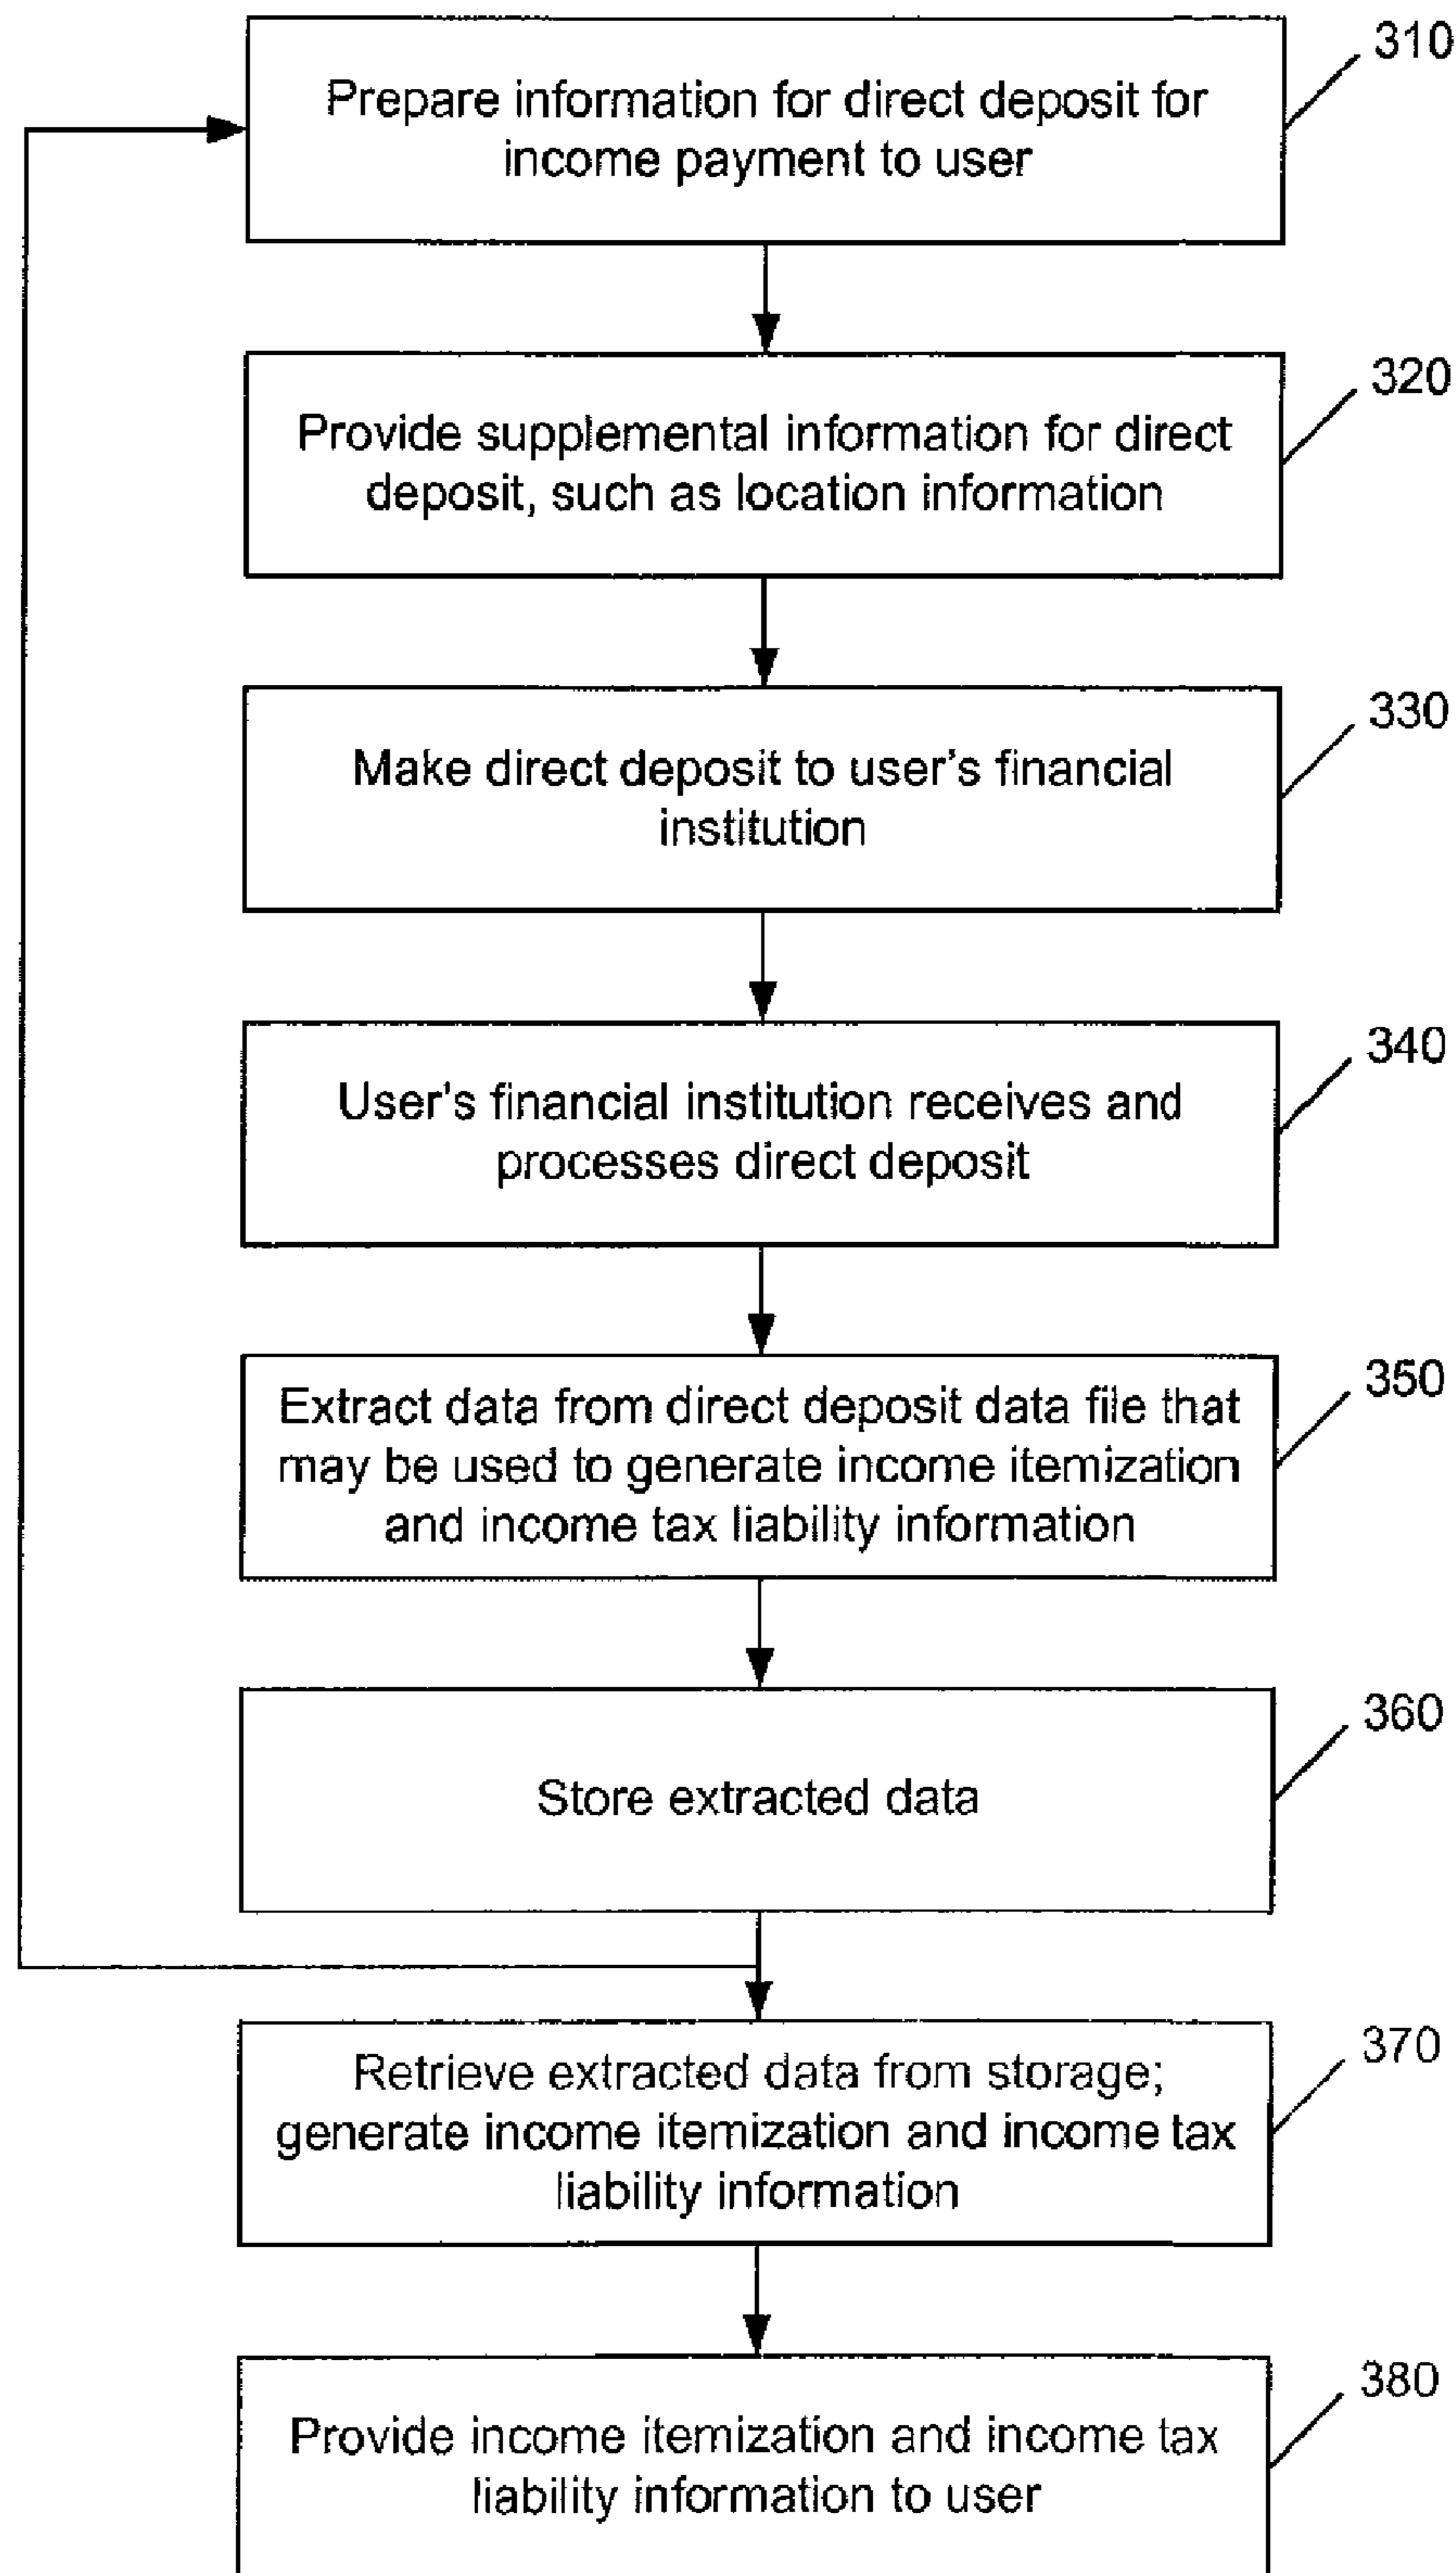 310
Prepare information for direct deposit for
income payment to user
320
Provide supplemental information for direct
deposit, such as location information
330
Make direct deposit to user's financial
institution
340
User's financial institution receives and
processes direct deposit
350
Extract data from direct deposit data file that
may be used to generate income itemization
and income tax liability information
360
Store extracted data
370
Retrieve extracted data from storage;
generate income itemization and income tax
liability information
380
Provide income itemization and income tax
liability information to user